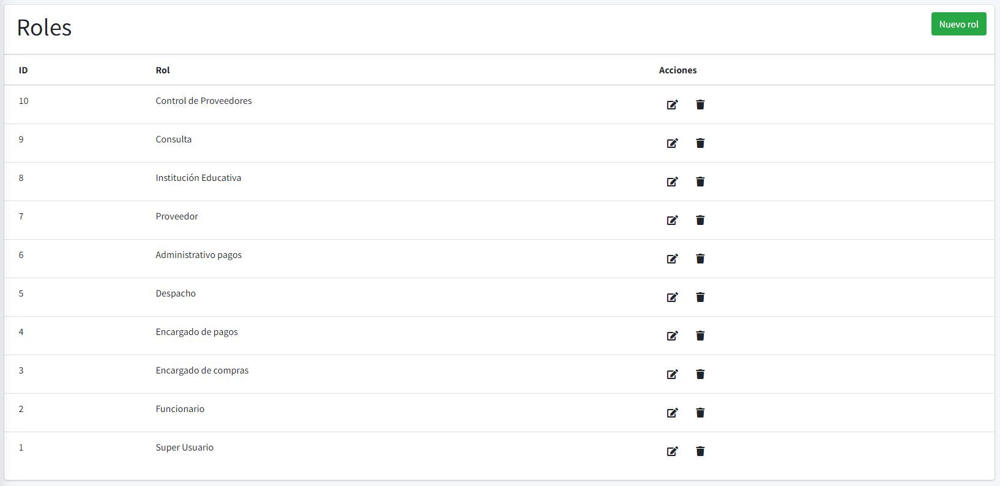 Roles
Nuevo rol
ID Rol Acciones
10 Control de Proveedores
9 Consulta
8 Institución Educativa
7 Proveedor
6 Administrativo pagos
5 Despacho
4 Encargado de pagos
3 Encargado de compras
2 Funcionario
1 Super Usuario